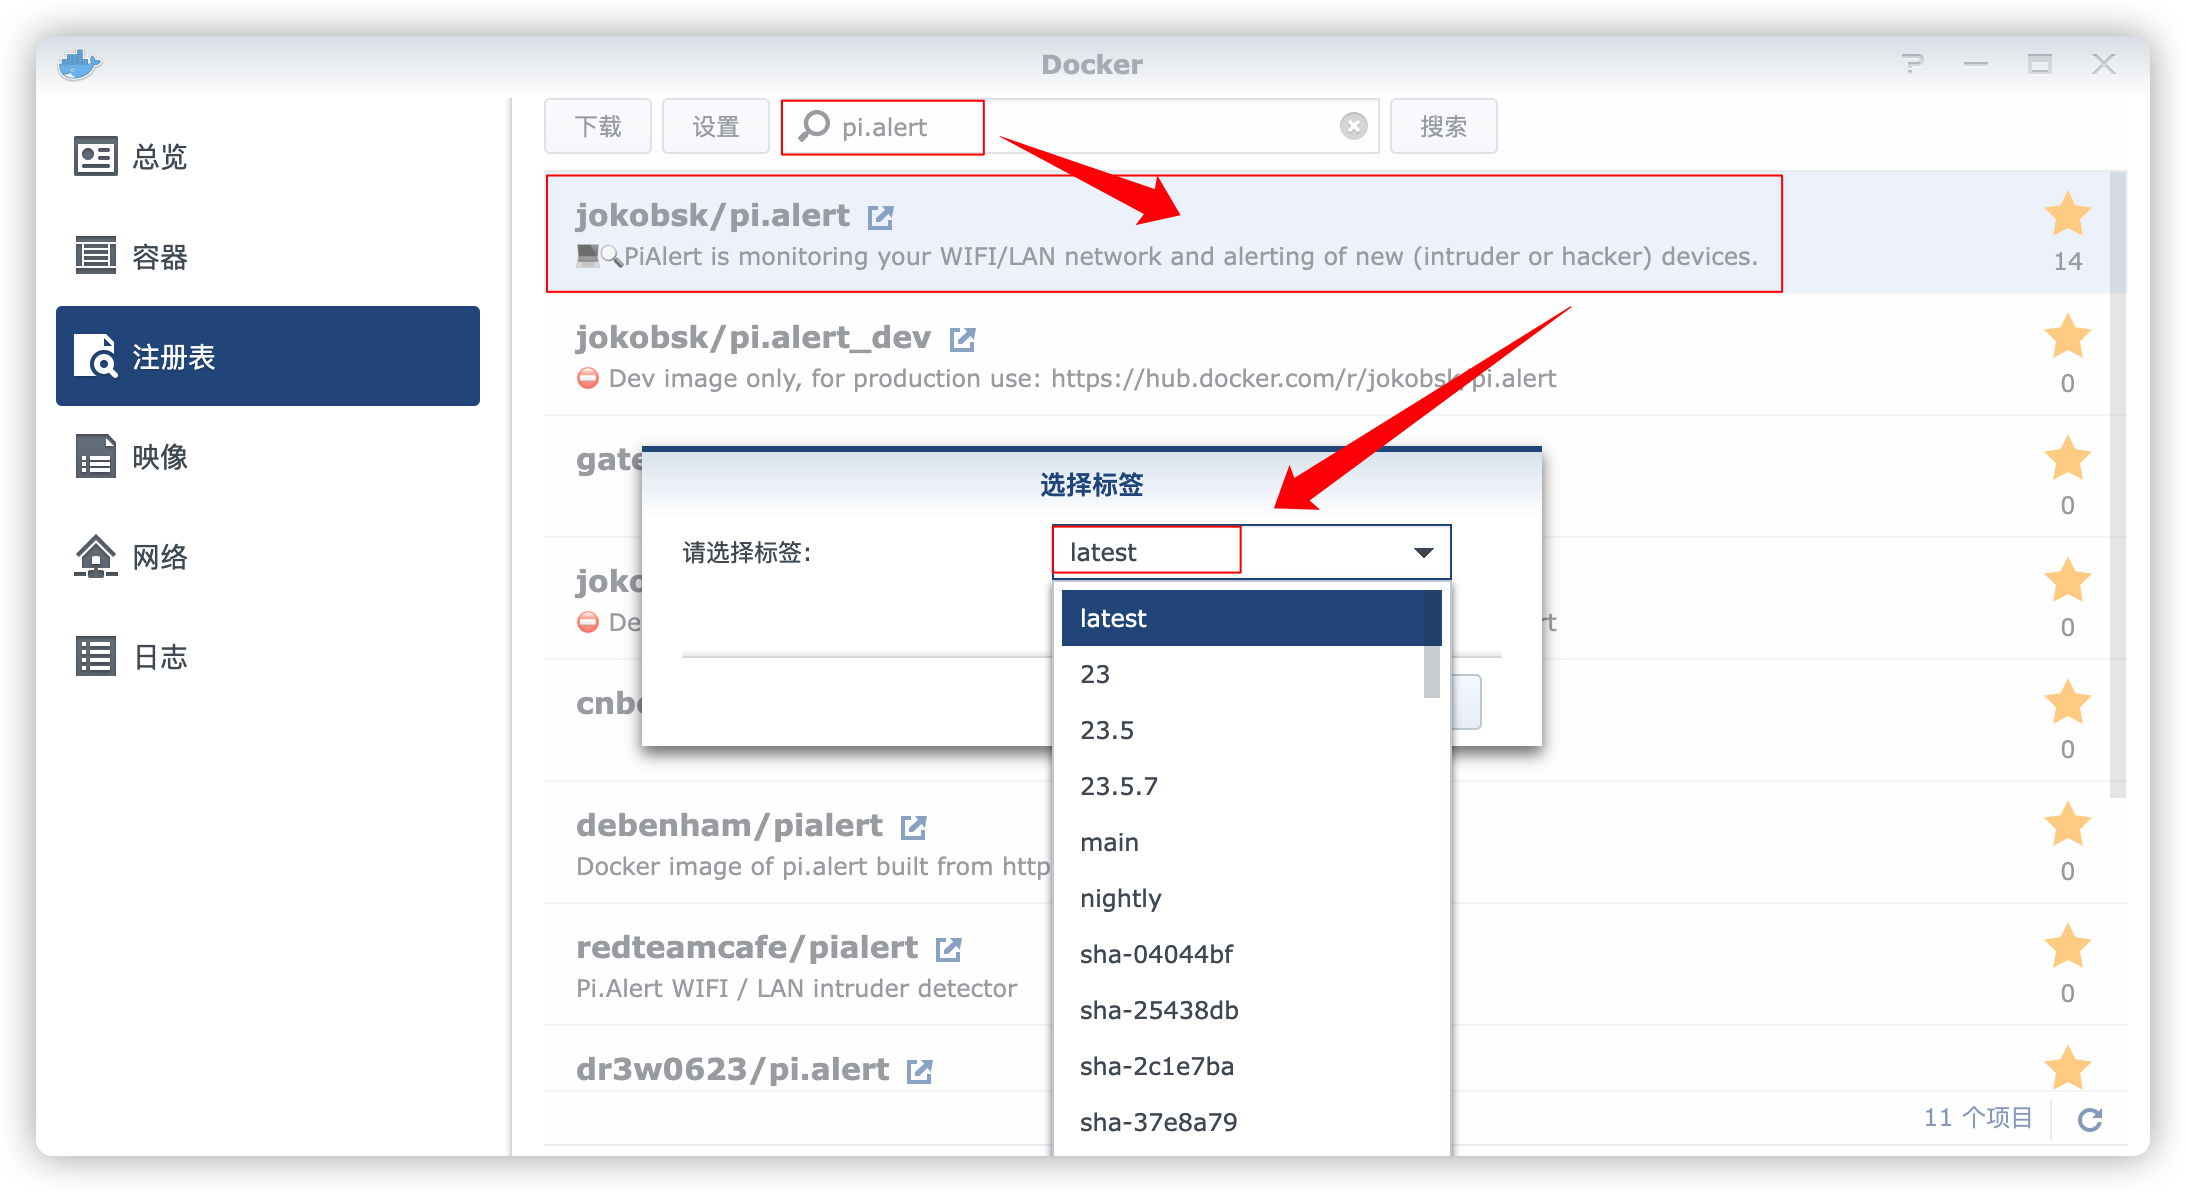 Docker
总览
容器
注册表
映像
网络
日志
下载
设置
pi.alert
搜索
jokobsk/pi.alert
PiAlert is monitoring your WIFI/LAN network and alerting of new (intruder or hacker) devices.
14
jokobsk/pi.alert_dev
Dev image only, for production use: https://hub.docker.com/r/jokobsk/pi.alert
0
gate
0
选择标签
请选择标签:
latest
latest
23
23.5
23.5.7
main
nightly
sha-04044bf
sha-25438db
sha-2c1e7ba
sha-37e8a79
joko
De
rt
0
cnb
0
debenham/pialert
Docker image of pi.alert built from http
0
redteamcafe/pialert
Pi.Alert WIFI / LAN intruder detector
0
dr3w0623/pi.alert
11 个项目